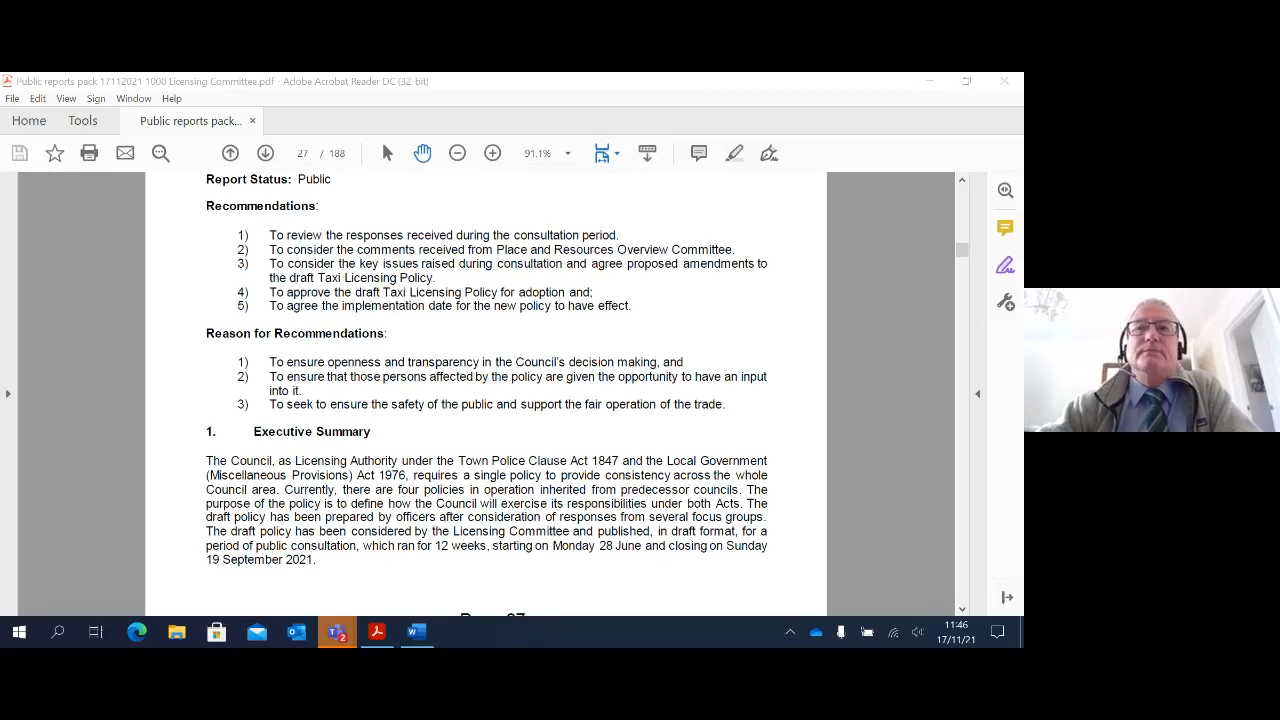 Public reports pack 17112021 1000 Licensing Committee.pdf - Adobe Acrobat Reader DC (32-bit)
File Edit View Sign Window Help
Home Tools Public reports pack... ×
27 / 188 91.1%
Report Status: Public
Recommendations:
1) To review the responses received during the consultation period.
2) To consider the comments received from Place and Resources Overview Committee.
3) To consider the key issues raised during consultation and agree proposed amendments to
the draft Taxi Licensing Policy.
4) To approve the draft Taxi Licensing Policy for adoption and;
5) To agree the implementation date for the new policy to have effect.
Reason for Recommendations:
1) To ensure openness and transparency in the Council's decision making, and
2) To ensure that those persons affected by the policy are given the opportunity to have an input
into it.
3) To seek to ensure the safety of the public and support the fair operation of the trade.
1. Executive Summary
The Council, as Licensing Authority under the Town Police Clause Act 1847 and the Local Government
(Miscellaneous Provisions) Act 1976, requires a single policy to provide consistency across the whole
Council area. Currently, there are four policies in operation inherited from predecessor councils. The
purpose of the policy is to define how the Council will exercise its responsibilities under both Acts. The
draft policy has been prepared by officers after consideration of responses from several focus groups.
The draft policy has been considered by the Licensing Committee and published, in draft format, for a
period of public consultation, which ran for 12 weeks, starting on Monday 28 June and closing on Sunday
19 September 2021.
11:46
17/11/21